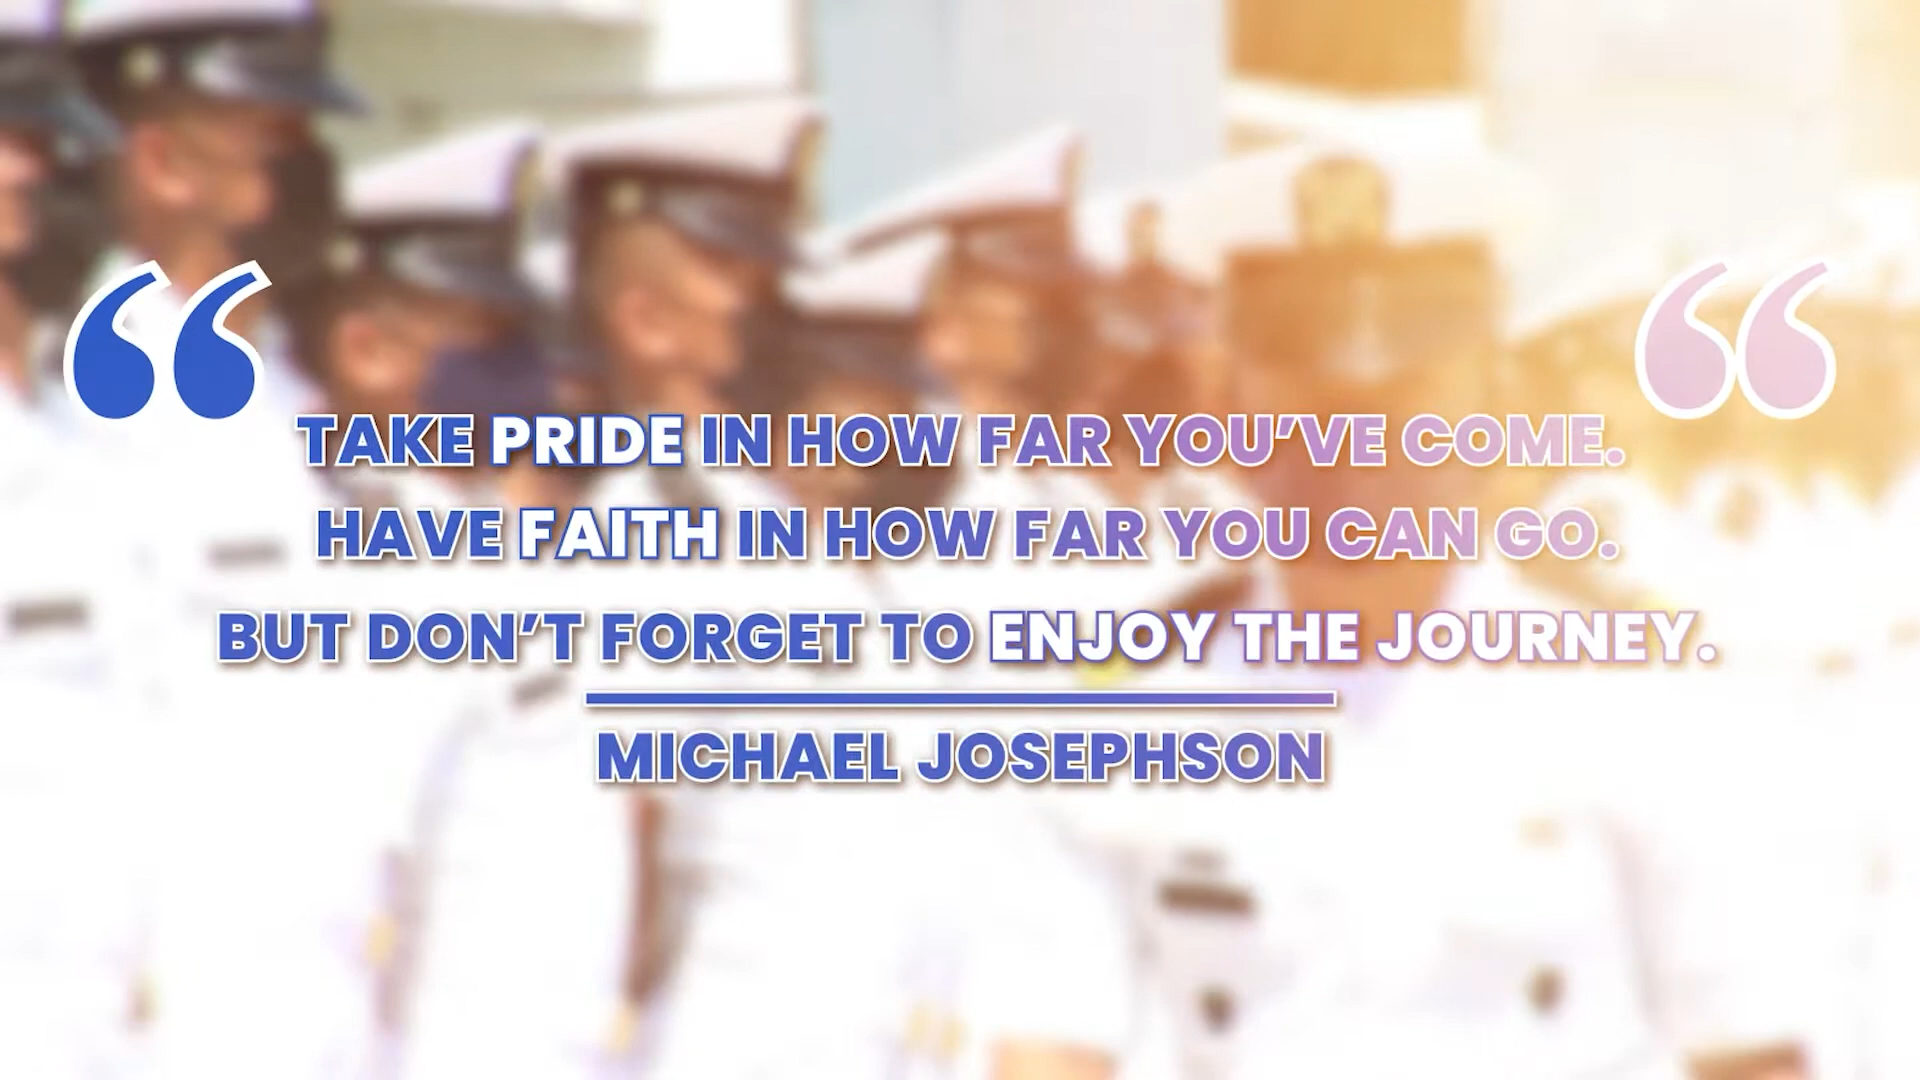 “ “
TAKE PRIDE IN HOW FAR YOU’VE COME.
HAVE FAITH IN HOW FAR YOU CAN GO.
BUT DON’T FORGET TO ENJOY THE JOURNEY.
MICHAEL JOSEPHSON